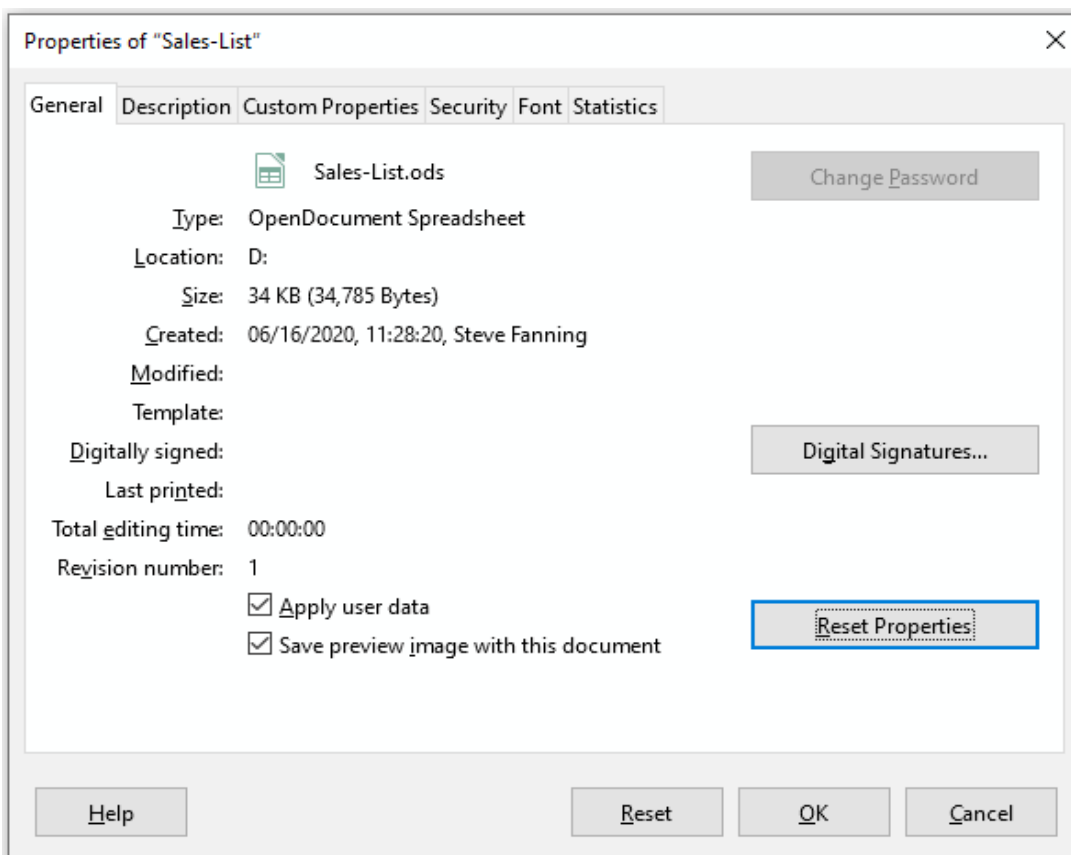 Properties of “Sales-List”
General Description Custom Properties Security Font Statistics
Sales-List.ods
Change Password
Type: OpenDocument Spreadsheet
Location: D:
Size: 34 KB (34,785 Bytes)
Created: 06/16/2020, 11:28:20, Steve Fanning
Modified:
Template:
Digitally signed:
Digital Signatures...
Last printed:
Total editing time: 00:00:00
Revision number: 1
Apply user data
Reset Properties
Save preview image with this document
Help Reset OK Cancel